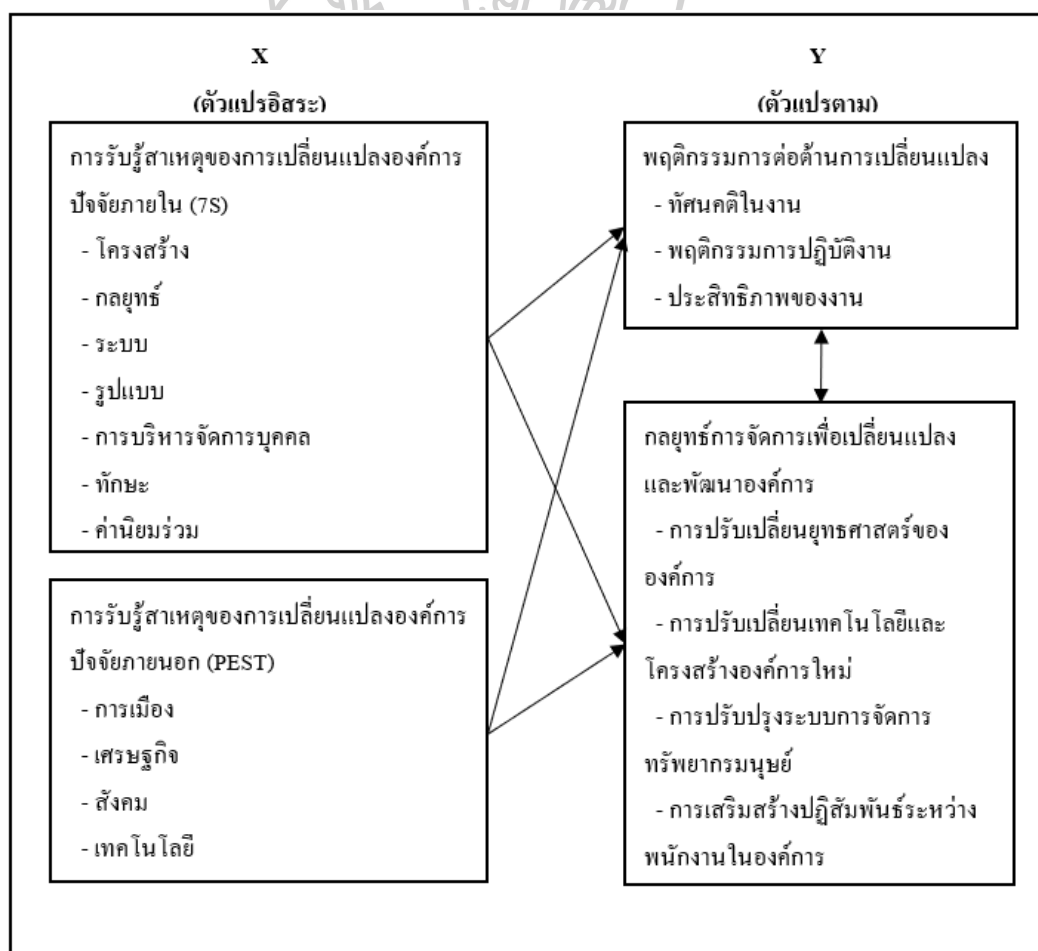 X
(ตัวแปรอิสระ)
การรับรู้สาเหตุของการเปลี่ยนแปลงองค์การ
ปัจจัยภายใน (7S)
- โครงสร้าง
- กลยุทธ์
- ระบบ
- รูปแบบ
- การบริหารจัดการบุคคล
- ทักษะ
- ค่านิยมร่วม
การรับรู้สาเหตุของการเปลี่ยนแปลงองค์การ
ปัจจัยภายนอก (PEST)
- การเมือง
- เศรษฐกิจ
- สังคม
- เทคโนโลยี
Y
(ตัวแปรตาม)
พฤติกรรมการต่อต้านการเปลี่ยนแปลง
- ทัศนคติในงาน
- พฤติกรรมการปฏิบัติงาน
- ประสิทธิภาพของงาน
กลยุทธ์การจัดการเพื่อเปลี่ยนแปลง
และพัฒนาองค์การ
- การปรับเปลี่ยนยุทธศาสตร์ของ
องค์การ
- การปรับเปลี่ยนเทคโนโลยีและ
โครงสร้างองค์การใหม่
- การปรับปรุงระบบการจัดการ
ทรัพยากรมนุษย์
- การเสริมสร้างปฏิสัมพันธ์ระหว่าง
พนักงานในองค์การ